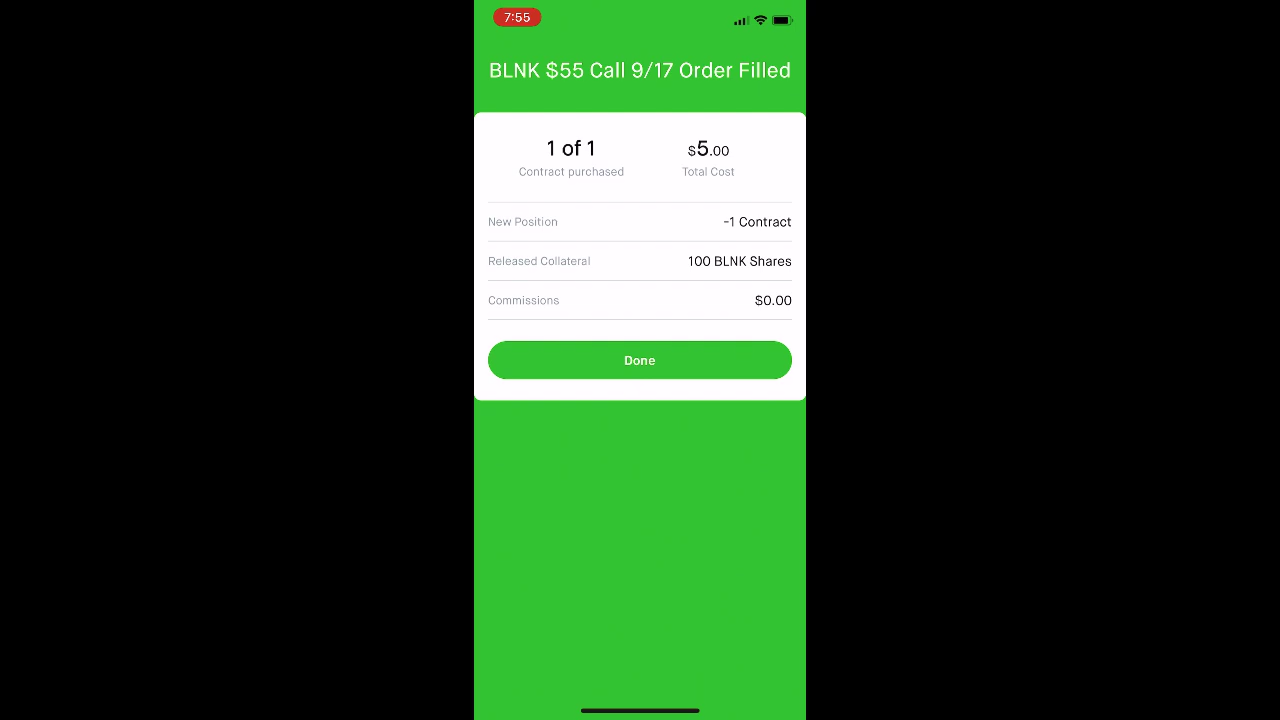 7:55
BLNK $55 Call 9/17 Order Filled
1 of 1
$5.00
Contract purchased
Total Cost
New Position
-1 Contract
Released Collateral
100 BLNK Shares
Commissions
$0.00
Done